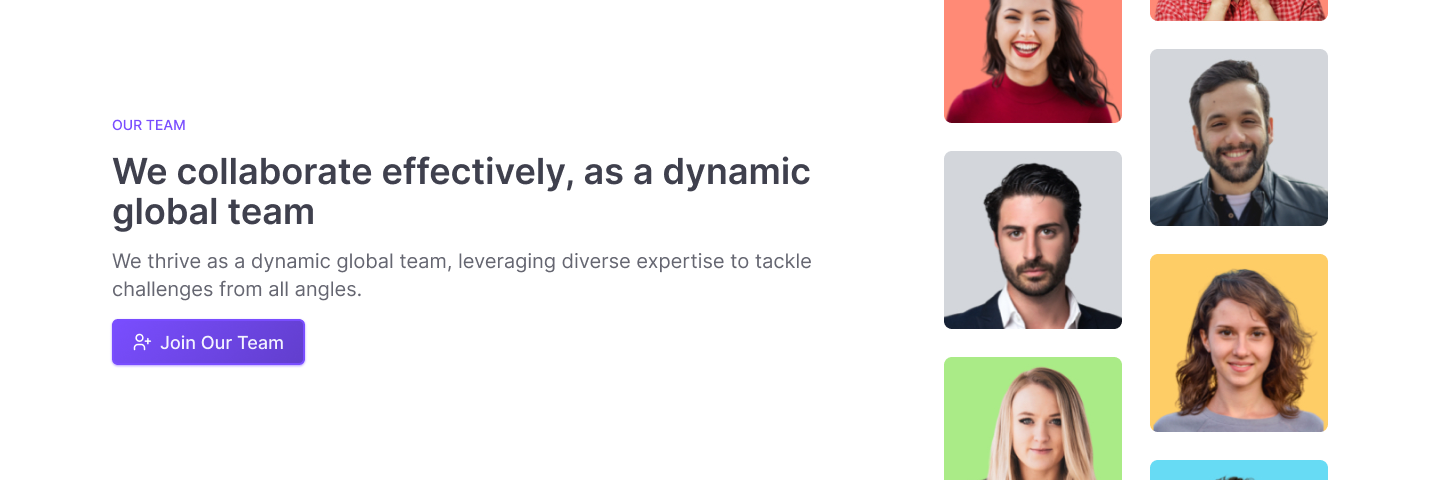 OUR TEAM
We collaborate effectively, as a dynamic
global team
We thrive as a dynamic global team, leveraging diverse expertise to tackle
challenges from all angles.
Join Our Team